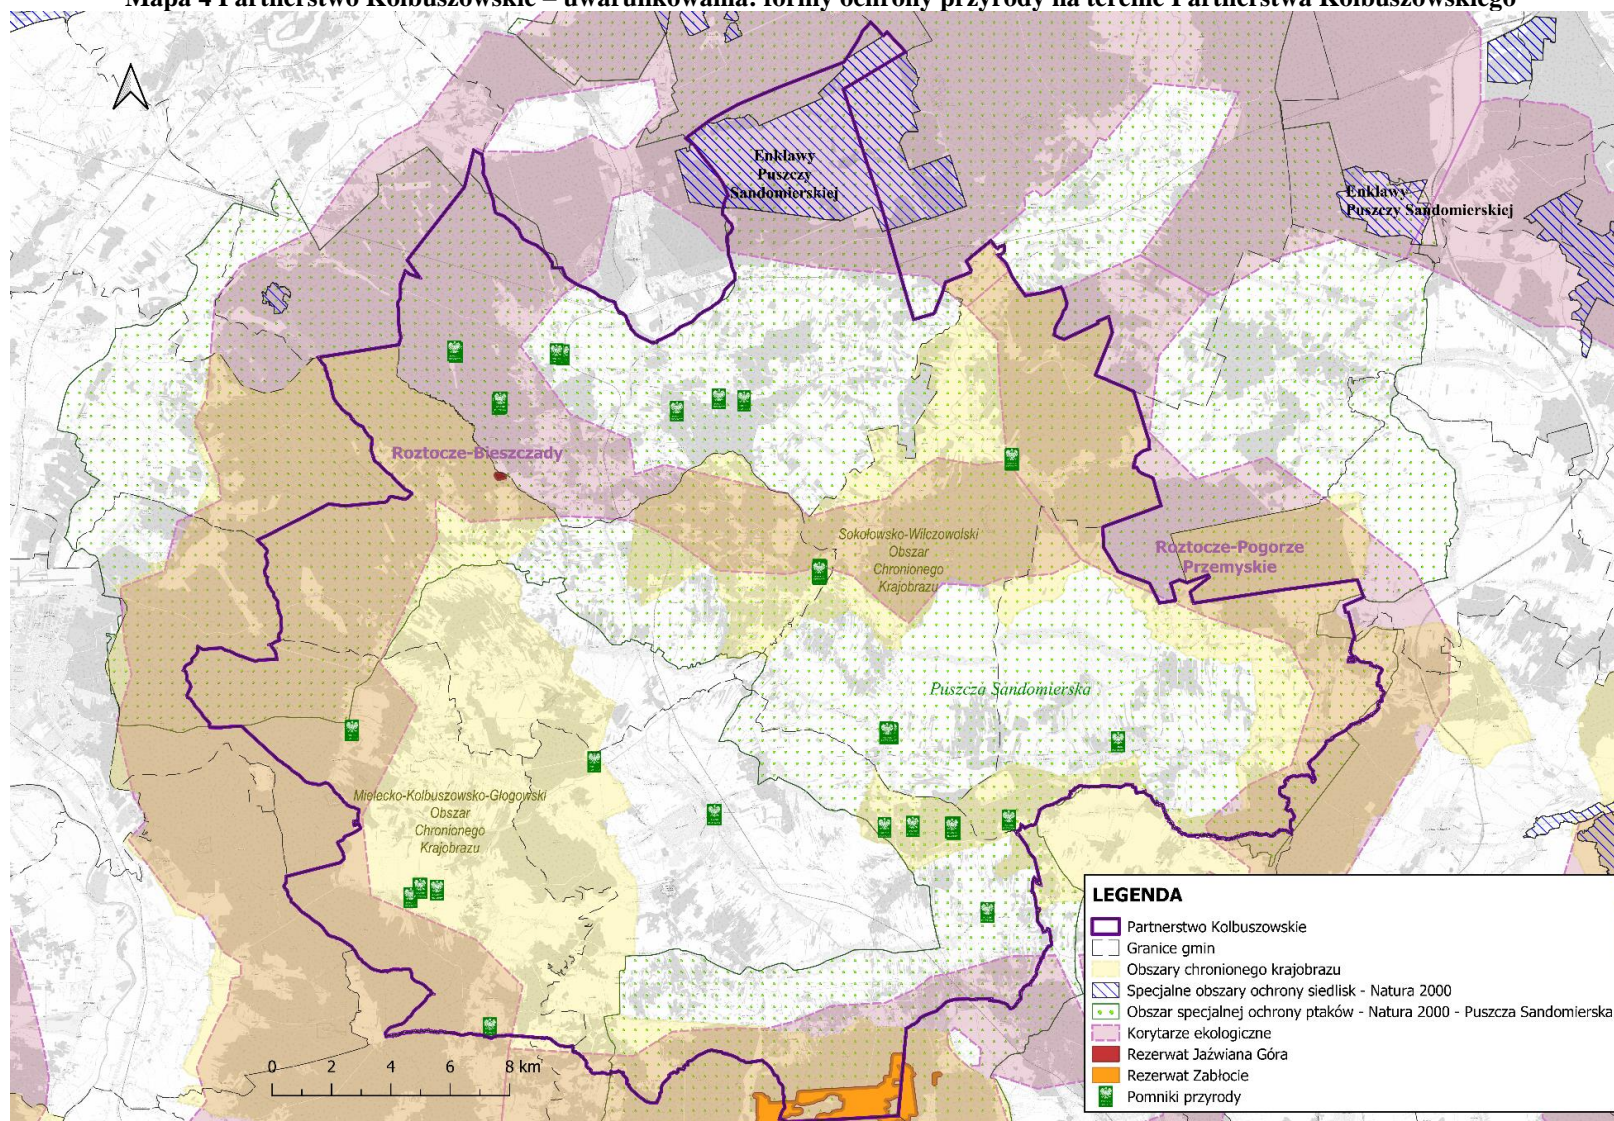 Mapa 4 Partnerstwo Kolbuszowskie – uwarunkowania: formy ochrony przyrody na terenie Partnerstwa Kolbuszowskiego
Enklawy
Puszczy
Sandomierskiej
Enklawy
Puszczy Sandomierskiej
Roztocze-Bieszczady
Sokołowsko-Wilczowolski
Obszar
Chronionego
Krajobrazu
Roztocze-Pogorze
Przemyskie
Puszcza Sandomierska
Mielecko-Kolbuszowsko-Głogowski
Obszar
Chronionego
Krajobrazu
0 2 4 6 8 km
LEGENDA
Partnerstwo Kolbuszowskie
Granice gmin
Obszary chronionego krajobrazu
Specjalne obszary ochrony siedlisk - Natura 2000
Obszar specjalnej ochrony ptaków - Natura 2000 - Puszcza Sandomierska
Korytarze ekologiczne
Rezerwat Jaźwiana Góra
Rezerwat Zabłocie
Pomniki przyrody